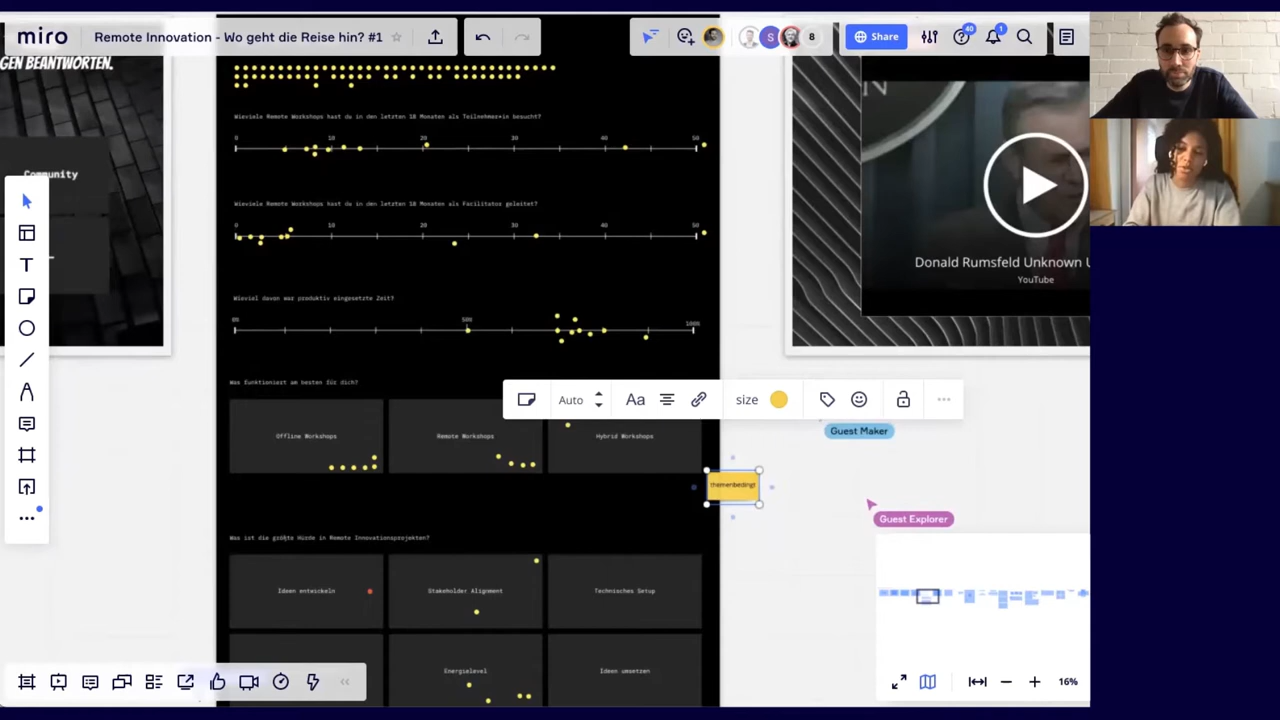 miro
Remote Innovation - Wo geht die Reise hin? #1
8
Share
40
1
GEN BEANTWORTEN.
Wieviele Remote Workshops hast du in den letzten 18 Monaten als Teilnehmer*in besucht?
0 10 20 30 40 50
Community
Wieviele Remote Workshops hast du in den letzten 18 Monaten als Facilitator geleitet?
0 10 20 30 40 50
Donald Rumsfeld Unknown U
YouTube
Wieviel davon war produktiv eingesetzte Zeit?
0% 50% 100%
Was funktioniert am besten für dich?
Auto
Aa
size
Guest Maker
Offline Workshops
Remote Workshops
Hybrid Workshops
themenbedingt
Guest Explorer
Was ist die größte Hürde in Remote Innovationsprojekten?
Ideen entwickeln
Stakeholder Alignment
Technisches Setup
Energielevel
Ideen umsetzen
16%